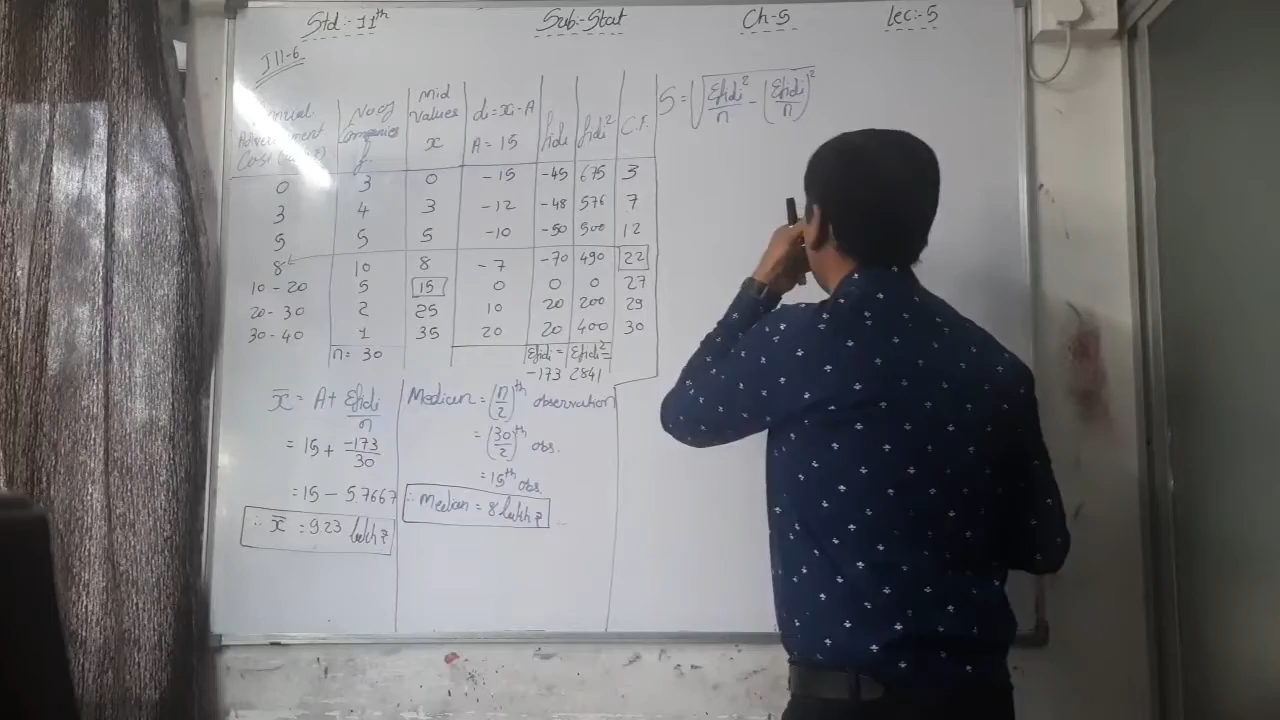 Std:- 11th Sub:- Stat Ch-5 Lec:- 5
Ill-6
Advertisement Cost (lakh ₹) | No of Companies f | Mid values x | di = xi - A A = 15 | fidi | fidi² | C.F.
0 3 0 -15 -45 675 3
3 4 3 -12 -48 576 7
5 5 5 -10 -50 500 12
8 10 8 -7 -70 490 22
10 - 20 5 15 0 0 0 27
20 - 30 2 25 10 20 200 29
30 - 40 1 35 20 20 400 30
n = 30 Σfidi = -173 Σfidi² = 2841
S = √(Σfidi²/n - (Σfidi/n)²)
x̄ = A + Σfidi/n
= 15 + -173/30
= 15 - 5.7667
∴ x̄ = 9.23 lakh ₹
Median = (n/2)th observation
= (30/2)th obs.
= 15th obs.
∴ Median = 8 lakh ₹